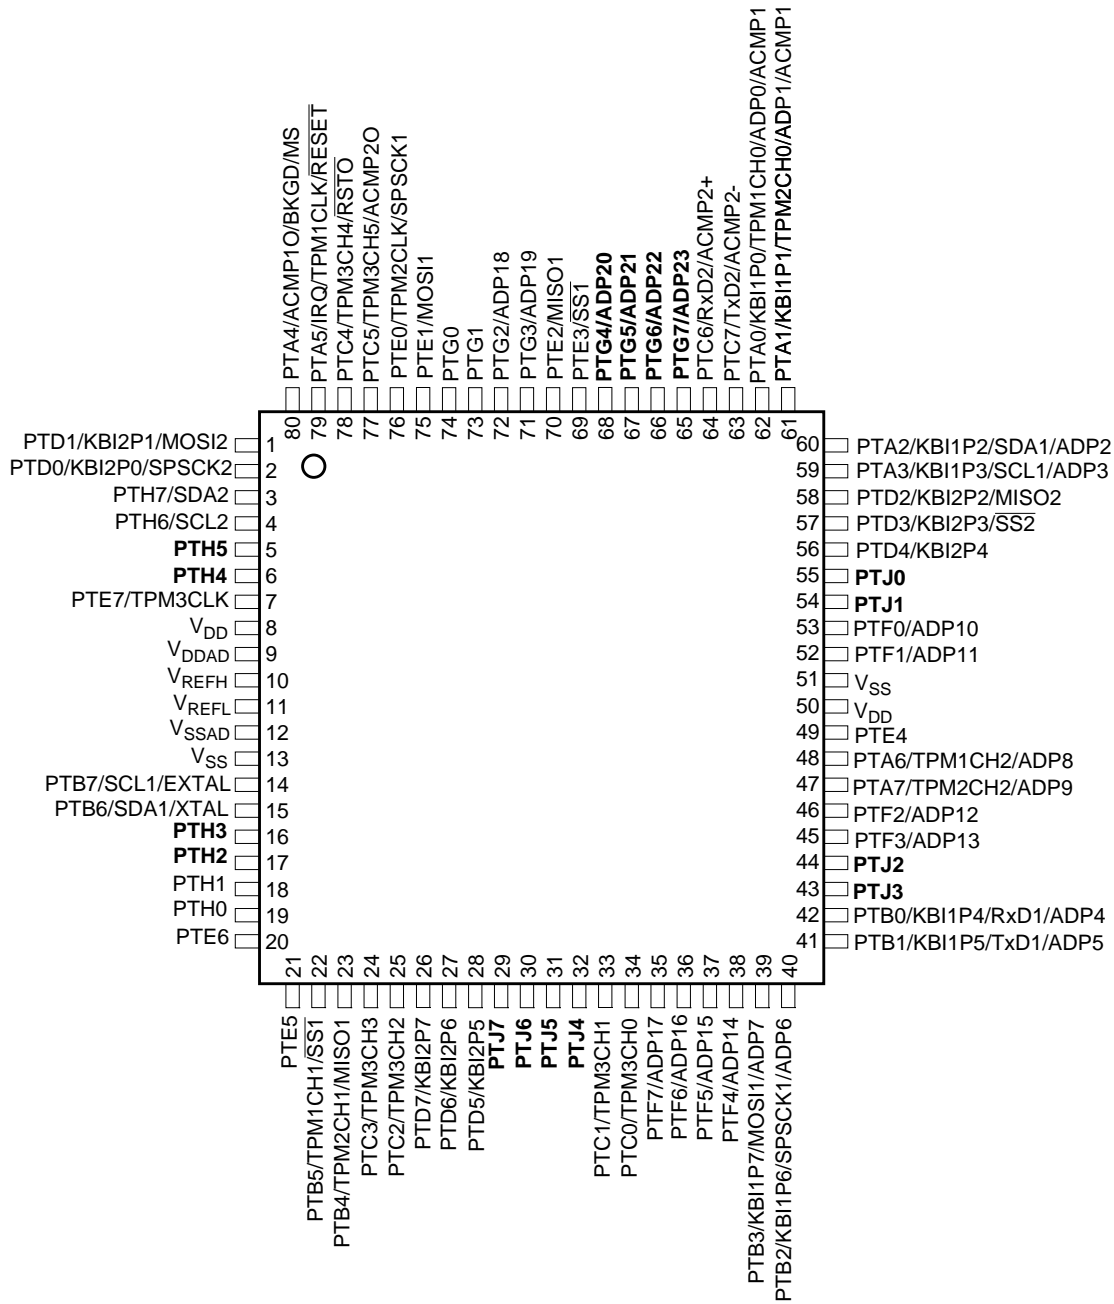 PTA4/ACMP1O/BKGD/MS
PTA5/IRQ/TPM1CLK/RESET
PTC4/TPM3CH4/RSTO
PTC5/TPM3CH5/ACMP2O
PTE0/TPM2CLK/SPSCK1
PTE1/MOSI1
PTG0
PTG1
PTG2/ADP18
PTG3/ADP19
PTE2/MISO1
PTE3/SS1
PTG4/ADP20
PTG5/ADP21
PTG6/ADP22
PTG7/ADP23
PTC6/RxD2/ACMP2+
PTC7/TxD2/ACMP2-
PTA0/KBI1P0/TPM1CH0/ADP0/ACMP1
PTA1/KBI1P1/TPM2CH0/ADP1/ACMP1
80 79 78 77 76 75 74 73 72 71 70 69 68 67 66 65 64 63 62 61
PTD1/KBI2P1/MOSI2 1
PTD0/KBI2P0/SPSCK2 2
PTH7/SDA2 3
PTH6/SCL2 4
PTH5 5
PTH4 6
PTE7/TPM3CLK 7
VDD 8
VDDAD 9
VREFH 10
VREFL 11
VSSAD 12
VSS 13
PTB7/SCL1/EXTAL 14
PTB6/SDA1/XTAL 15
PTH3 16
PTH2 17
PTH1 18
PTH0 19
PTE6 20
60 PTA2/KBI1P2/SDA1/ADP2
59 PTA3/KBI1P3/SCL1/ADP3
58 PTD2/KBI2P2/MISO2
57 PTD3/KBI2P3/SS2
56 PTD4/KBI2P4
55 PTJ0
54 PTJ1
53 PTF0/ADP10
52 PTF1/ADP11
51 VSS
50 VDD
49 PTE4
48 PTA6/TPM1CH2/ADP8
47 PTA7/TPM2CH2/ADP9
46 PTF2/ADP12
45 PTF3/ADP13
44 PTJ2
43 PTJ3
42 PTB0/KBI1P4/RxD1/ADP4
41 PTB1/KBI1P5/TxD1/ADP5
21 22 23 24 25 26 27 28 29 30 31 32 33 34 35 36 37 38 39 40
PTE5
PTB5/TPM1CH1/SS1
PTB4/TPM2CH1/MISO1
PTC3/TPM3CH3
PTC2/TPM3CH2
PTD7/KBI2P7
PTD6/KBI2P6
PTD5/KBI2P5
PTJ7
PTJ6
PTJ5
PTJ4
PTC1/TPM3CH1
PTC0/TPM3CH0
PTF7/ADP17
PTF6/ADP16
PTF5/ADP15
PTF4/ADP14
PTB3/KBI1P7/MOSI1/ADP7
PTB2/KBI1P6/SPSCK1/ADP6